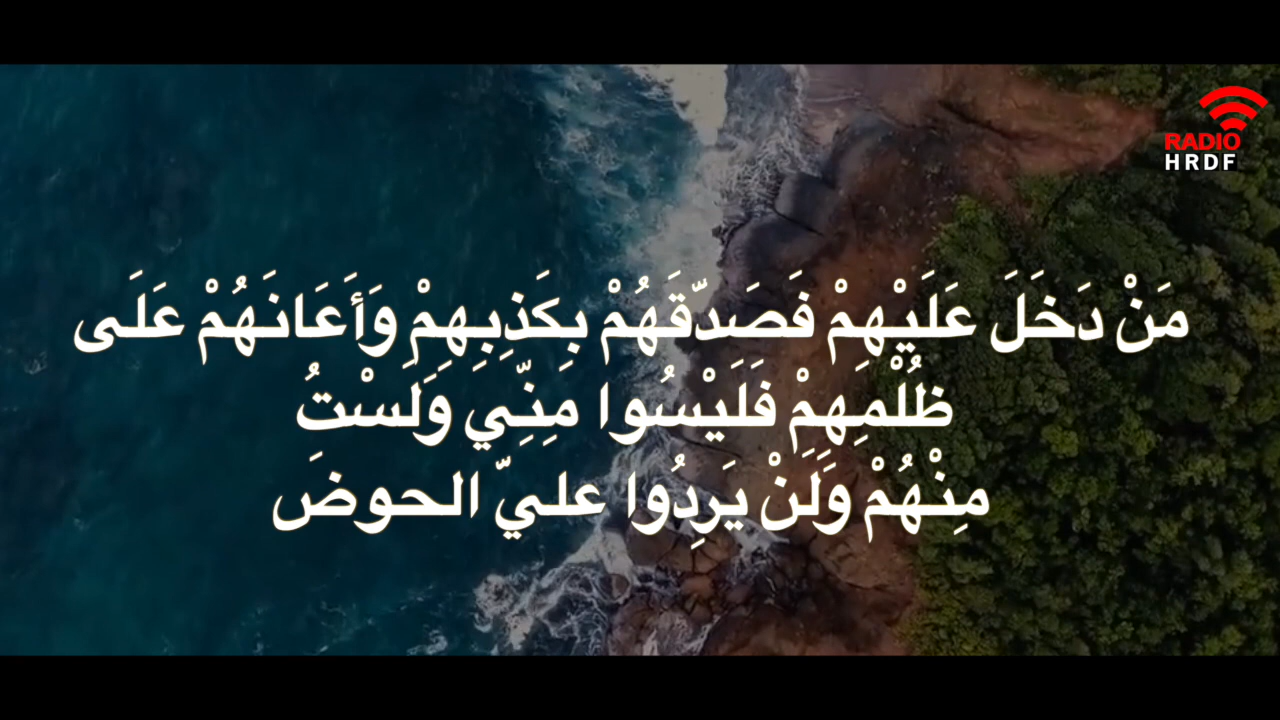 RADIO
HRDF
مَنْ دَخَلَ عَلَيْهِمْ فَصَدّقَهُمْ بِكَذِبِهِمْ وَأَعَانَهُمْ عَلَى
ظُلْمِهِمْ فَلَيْسُوا مِنِّي وَلَسْتُ
مِنْهُمْ وَلَنْ يَرِدُوا عليّ الحوضَ